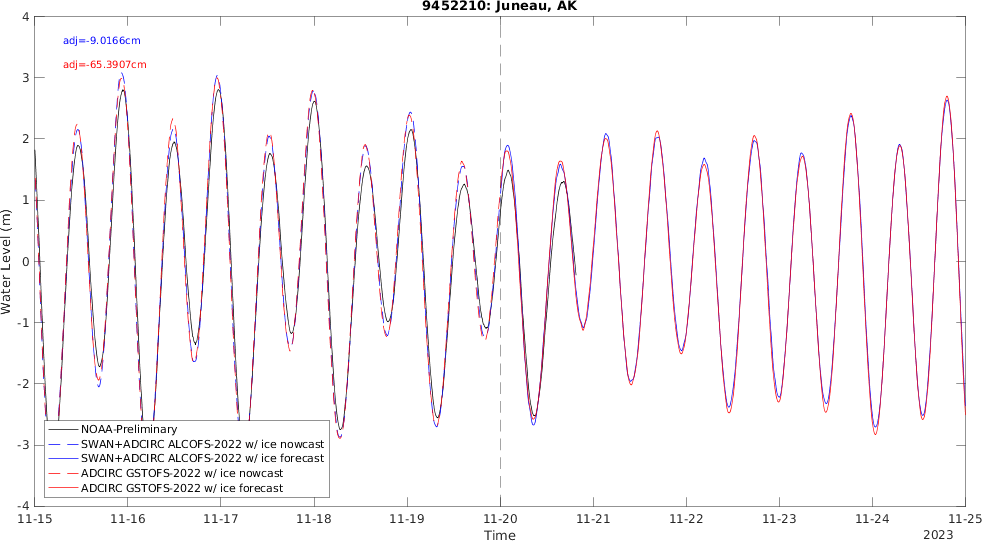 9452210: Juneau, AK
adj=-9.0166cm
adj=-65.3907cm
Water Level (m)
4
3
2
1
0
-1
-2
-3
-4
NOAA-Preliminary
SWAN+ADCIRC ALCOFS-2022 w/ ice nowcast
SWAN+ADCIRC ALCOFS-2022 w/ ice forecast
ADCIRC GSTOFS-2022 w/ ice nowcast
ADCIRC GSTOFS-2022 w/ ice forecast
11-15 11-16 11-17 11-18 11-19 11-20 11-21 11-22 11-23 11-24 11-25
Time
2023